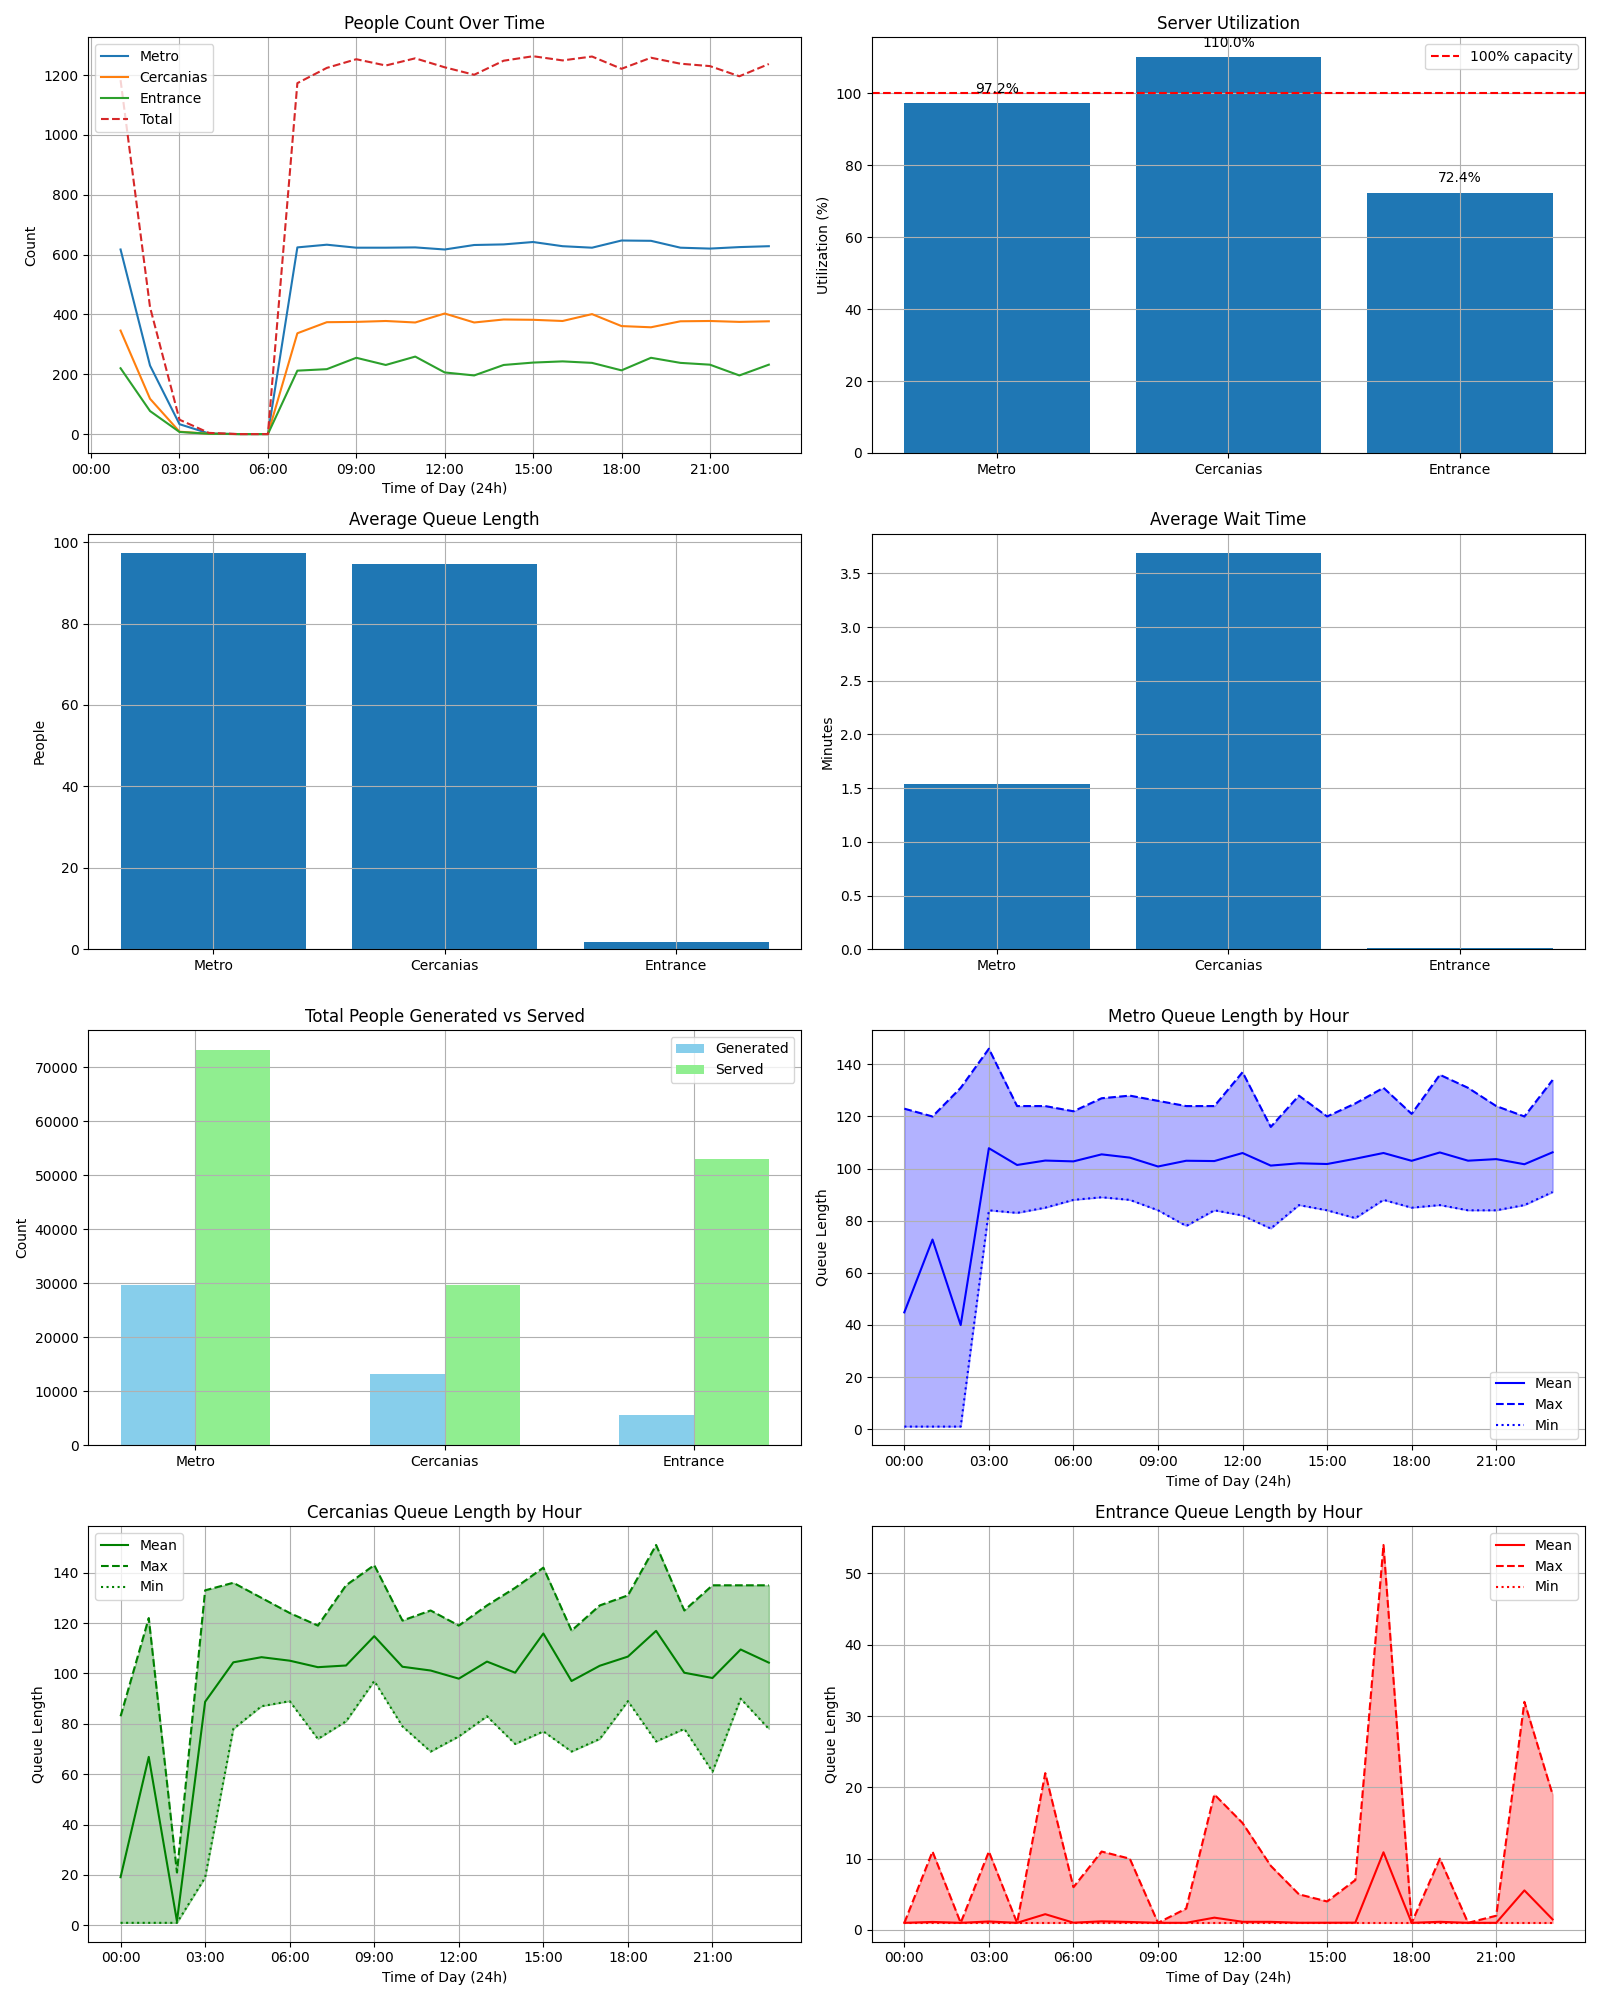 People Count Over Time
Metro
Cercanias
Entrance
Total
Count
1200
1000
800
600
400
200
0
00:00 03:00 06:00 09:00 12:00 15:00 18:00 21:00
Time of Day (24h)
Server Utilization
110.0%
97.2%
72.4%
100% capacity
Utilization (%)
100
80
60
40
20
0
Metro Cercanias Entrance
Average Queue Length
People
100
80
60
40
20
0
Metro Cercanias Entrance
Average Wait Time
Minutes
3.5
3.0
2.5
2.0
1.5
1.0
0.5
0.0
Metro Cercanias Entrance
Total People Generated vs Served
Generated
Served
Count
70000
60000
50000
40000
30000
20000
10000
0
Metro Cercanias Entrance
Metro Queue Length by Hour
Queue Length
140
120
100
80
60
40
20
0
Mean
Max
Min
00:00 03:00 06:00 09:00 12:00 15:00 18:00 21:00
Time of Day (24h)
Cercanias Queue Length by Hour
Mean
Max
Min
Queue Length
140
120
100
80
60
40
20
0
00:00 03:00 06:00 09:00 12:00 15:00 18:00 21:00
Time of Day (24h)
Entrance Queue Length by Hour
Mean
Max
Min
Queue Length
50
40
30
20
10
0
00:00 03:00 06:00 09:00 12:00 15:00 18:00 21:00
Time of Day (24h)